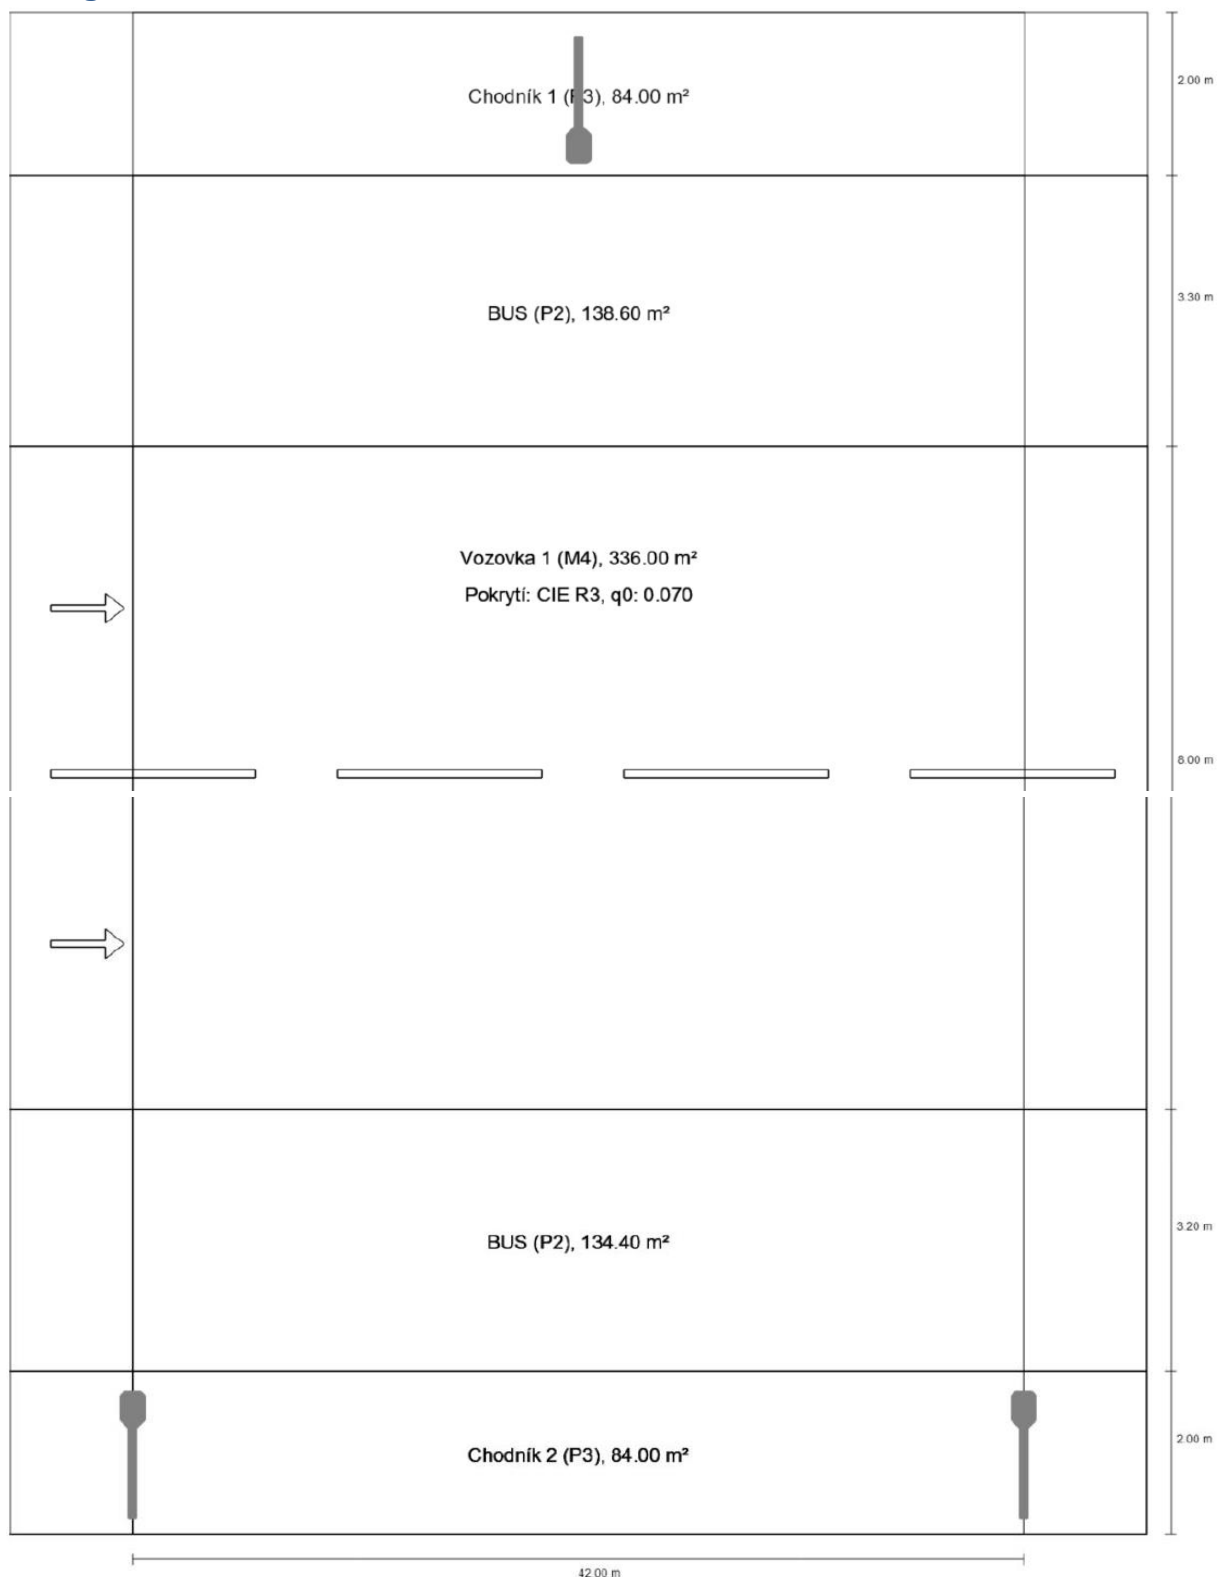 2.00 m
Chodník 1 (P3), 84.00 m²
3.30 m
BUS (P2), 138.60 m²
Vozovka 1 (M4), 336.00 m²
Pokrytí: CIE R3, q0: 0.070
8.00 m
3.20 m
BUS (P2), 134.40 m²
2.00 m
Chodník 2 (P3), 84.00 m²
42.00 m